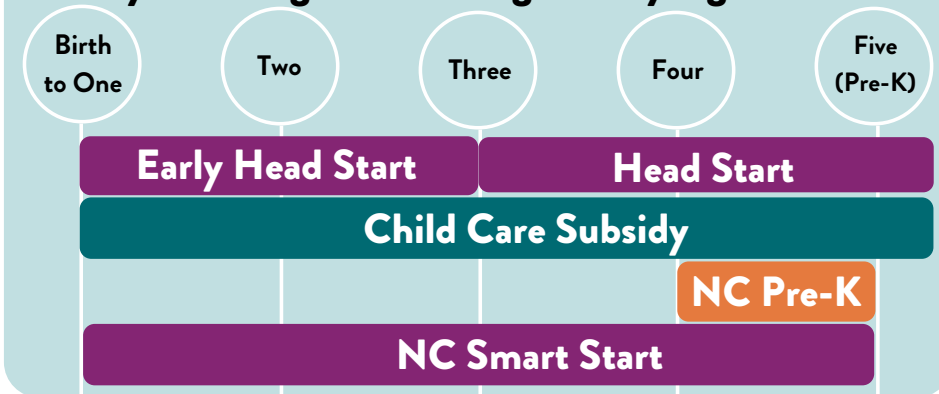 Birth
to One
Two
Three
Four
Five
(Pre-K)
Early Head Start
Head Start
Child Care Subsidy
NC Pre-K
NC Smart Start